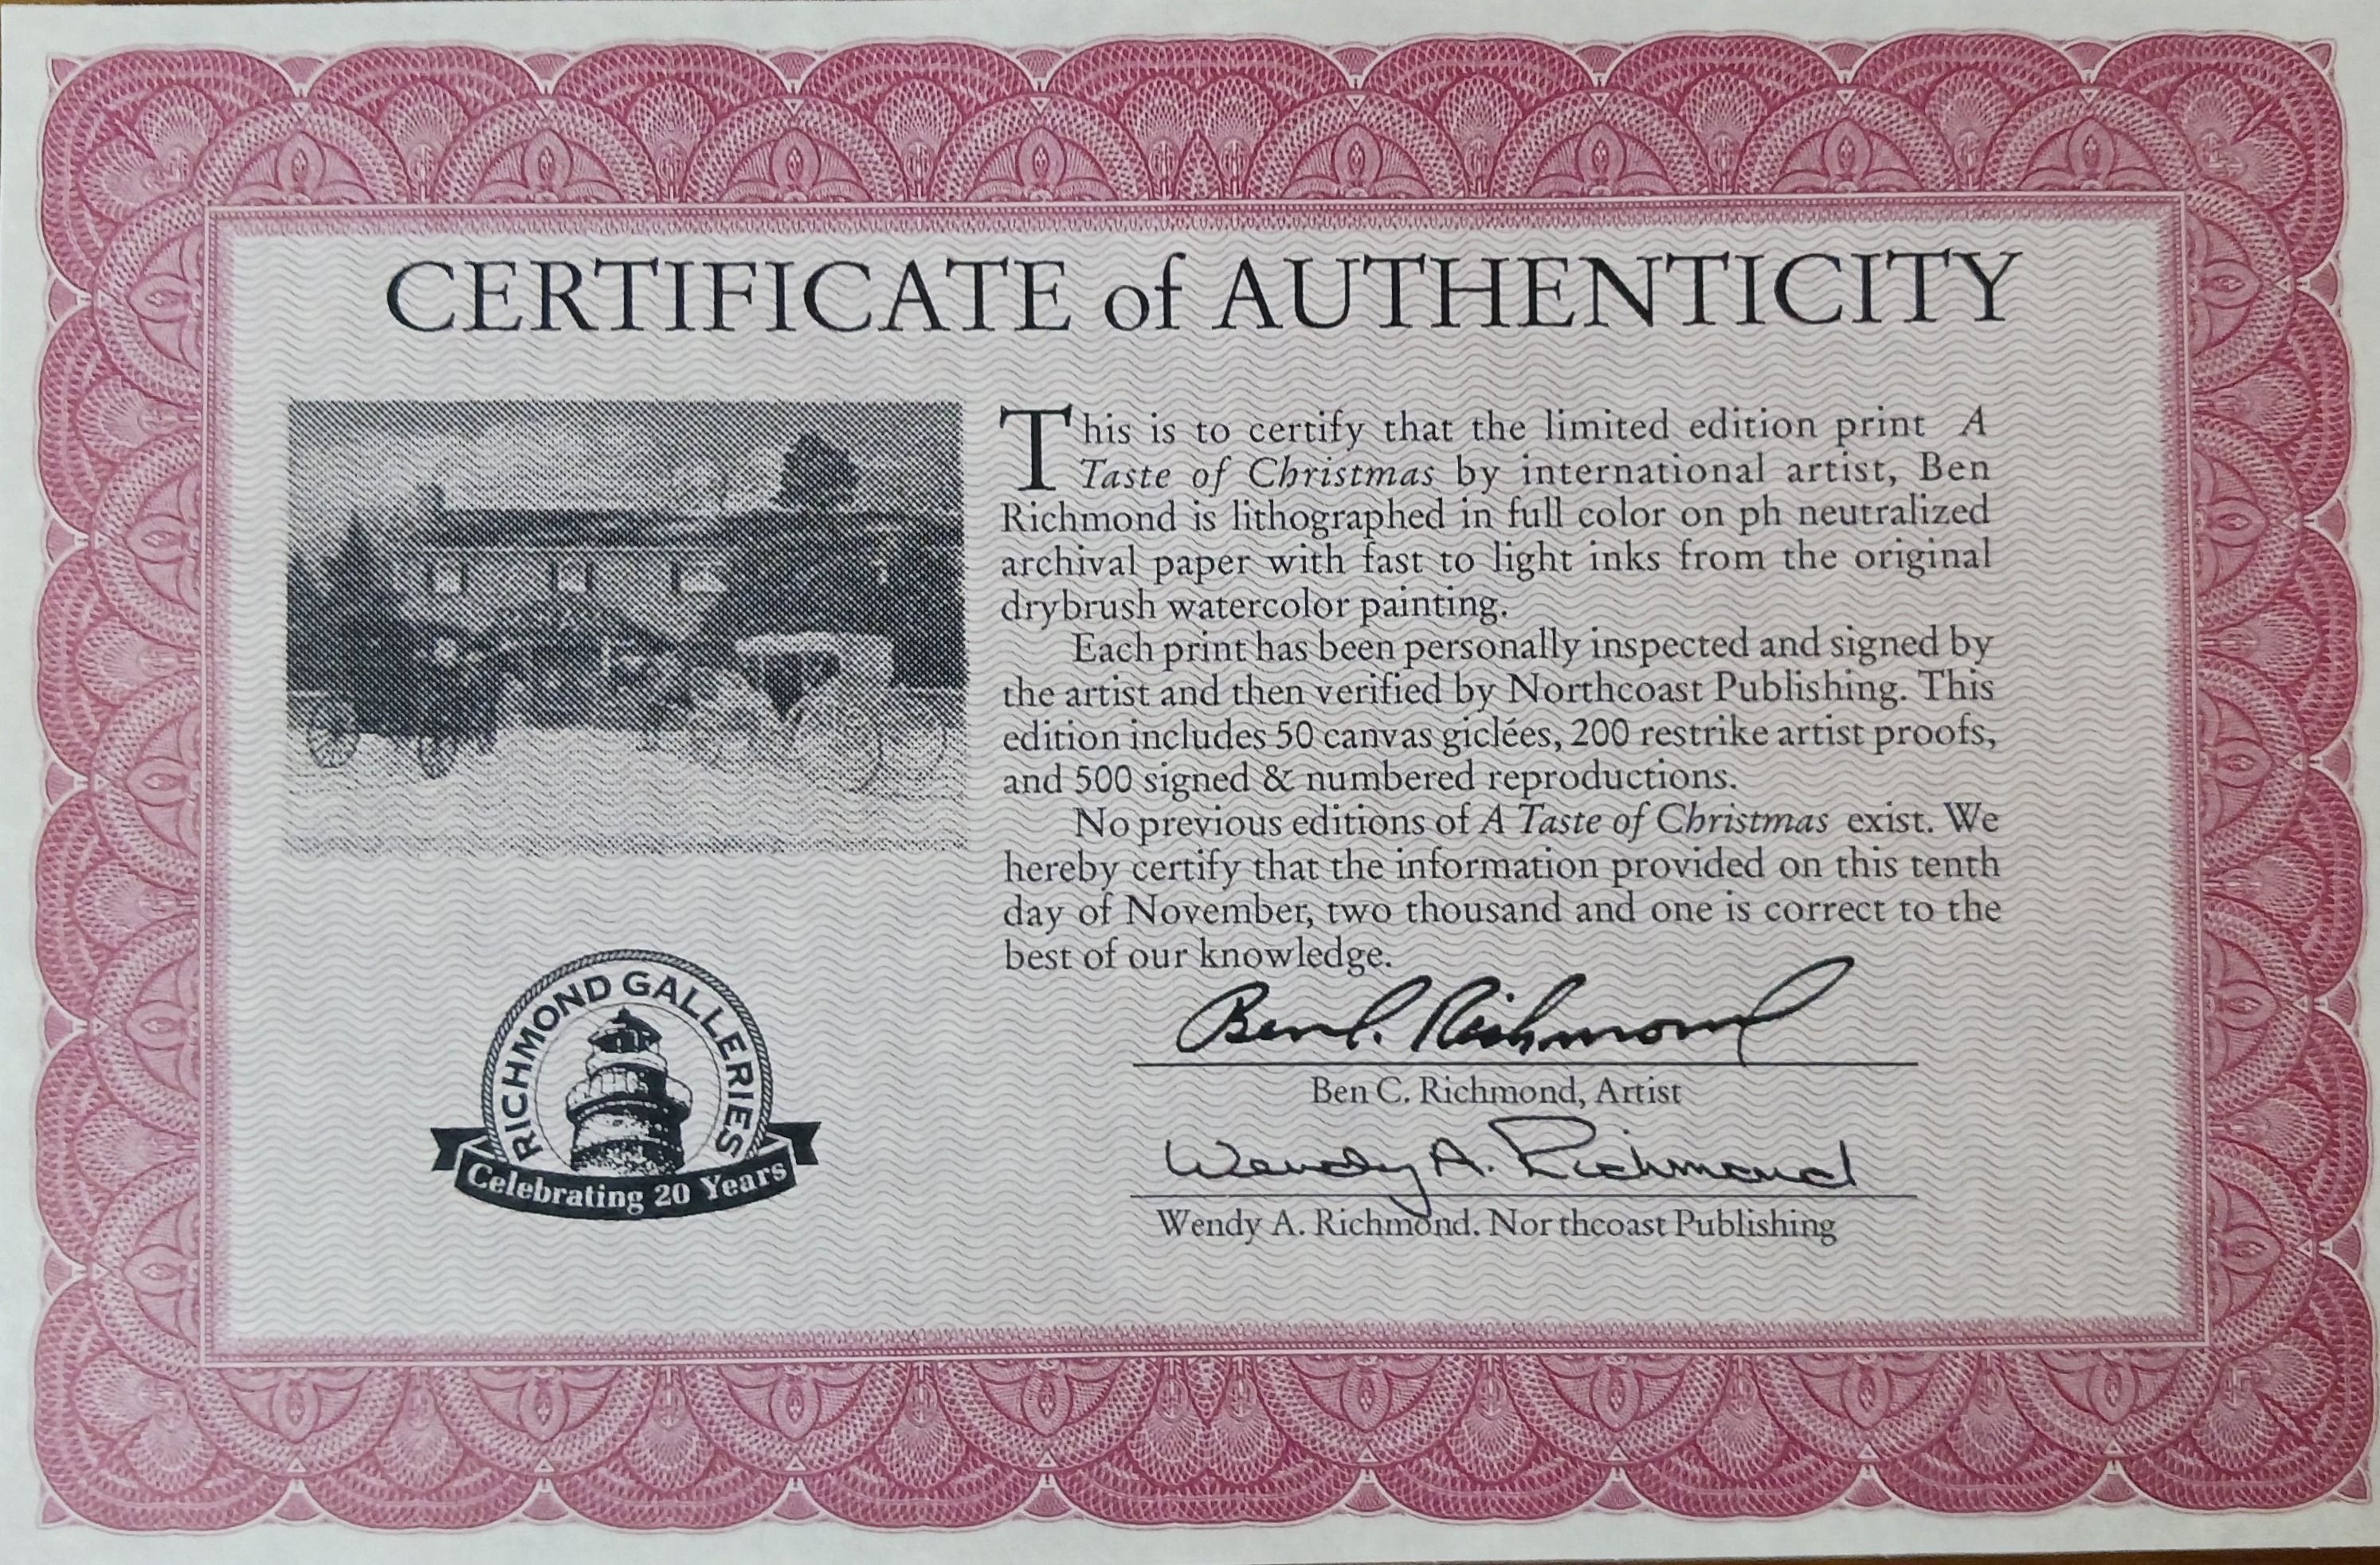 CERTIFICATE of AUTHENTICITY
This is to certify that the limited edition print A
Taste of Christmas by international artist, Ben
Richmond is lithographed in full color on ph neutralized
archival paper with fast to light inks from the original
drybrush watercolor painting.
Each print has been personally inspected and signed by
the artist and then verified by Northcoast Publishing. This
edition includes 50 canvas giclées, 200 restrike artist proofs,
and 500 signed & numbered reproductions.
No previous editions of A Taste of Christmas exist. We
hereby certify that the information provided on this tenth
day of November, two thousand and one is correct to the
best of our knowledge.
RICHMOND GALLERIES
Celebrating 20 Years
Ben C. Richmond
Ben C. Richmond, Artist
Wendy A. Richmond
Wendy A. Richmond. Northcoast Publishing